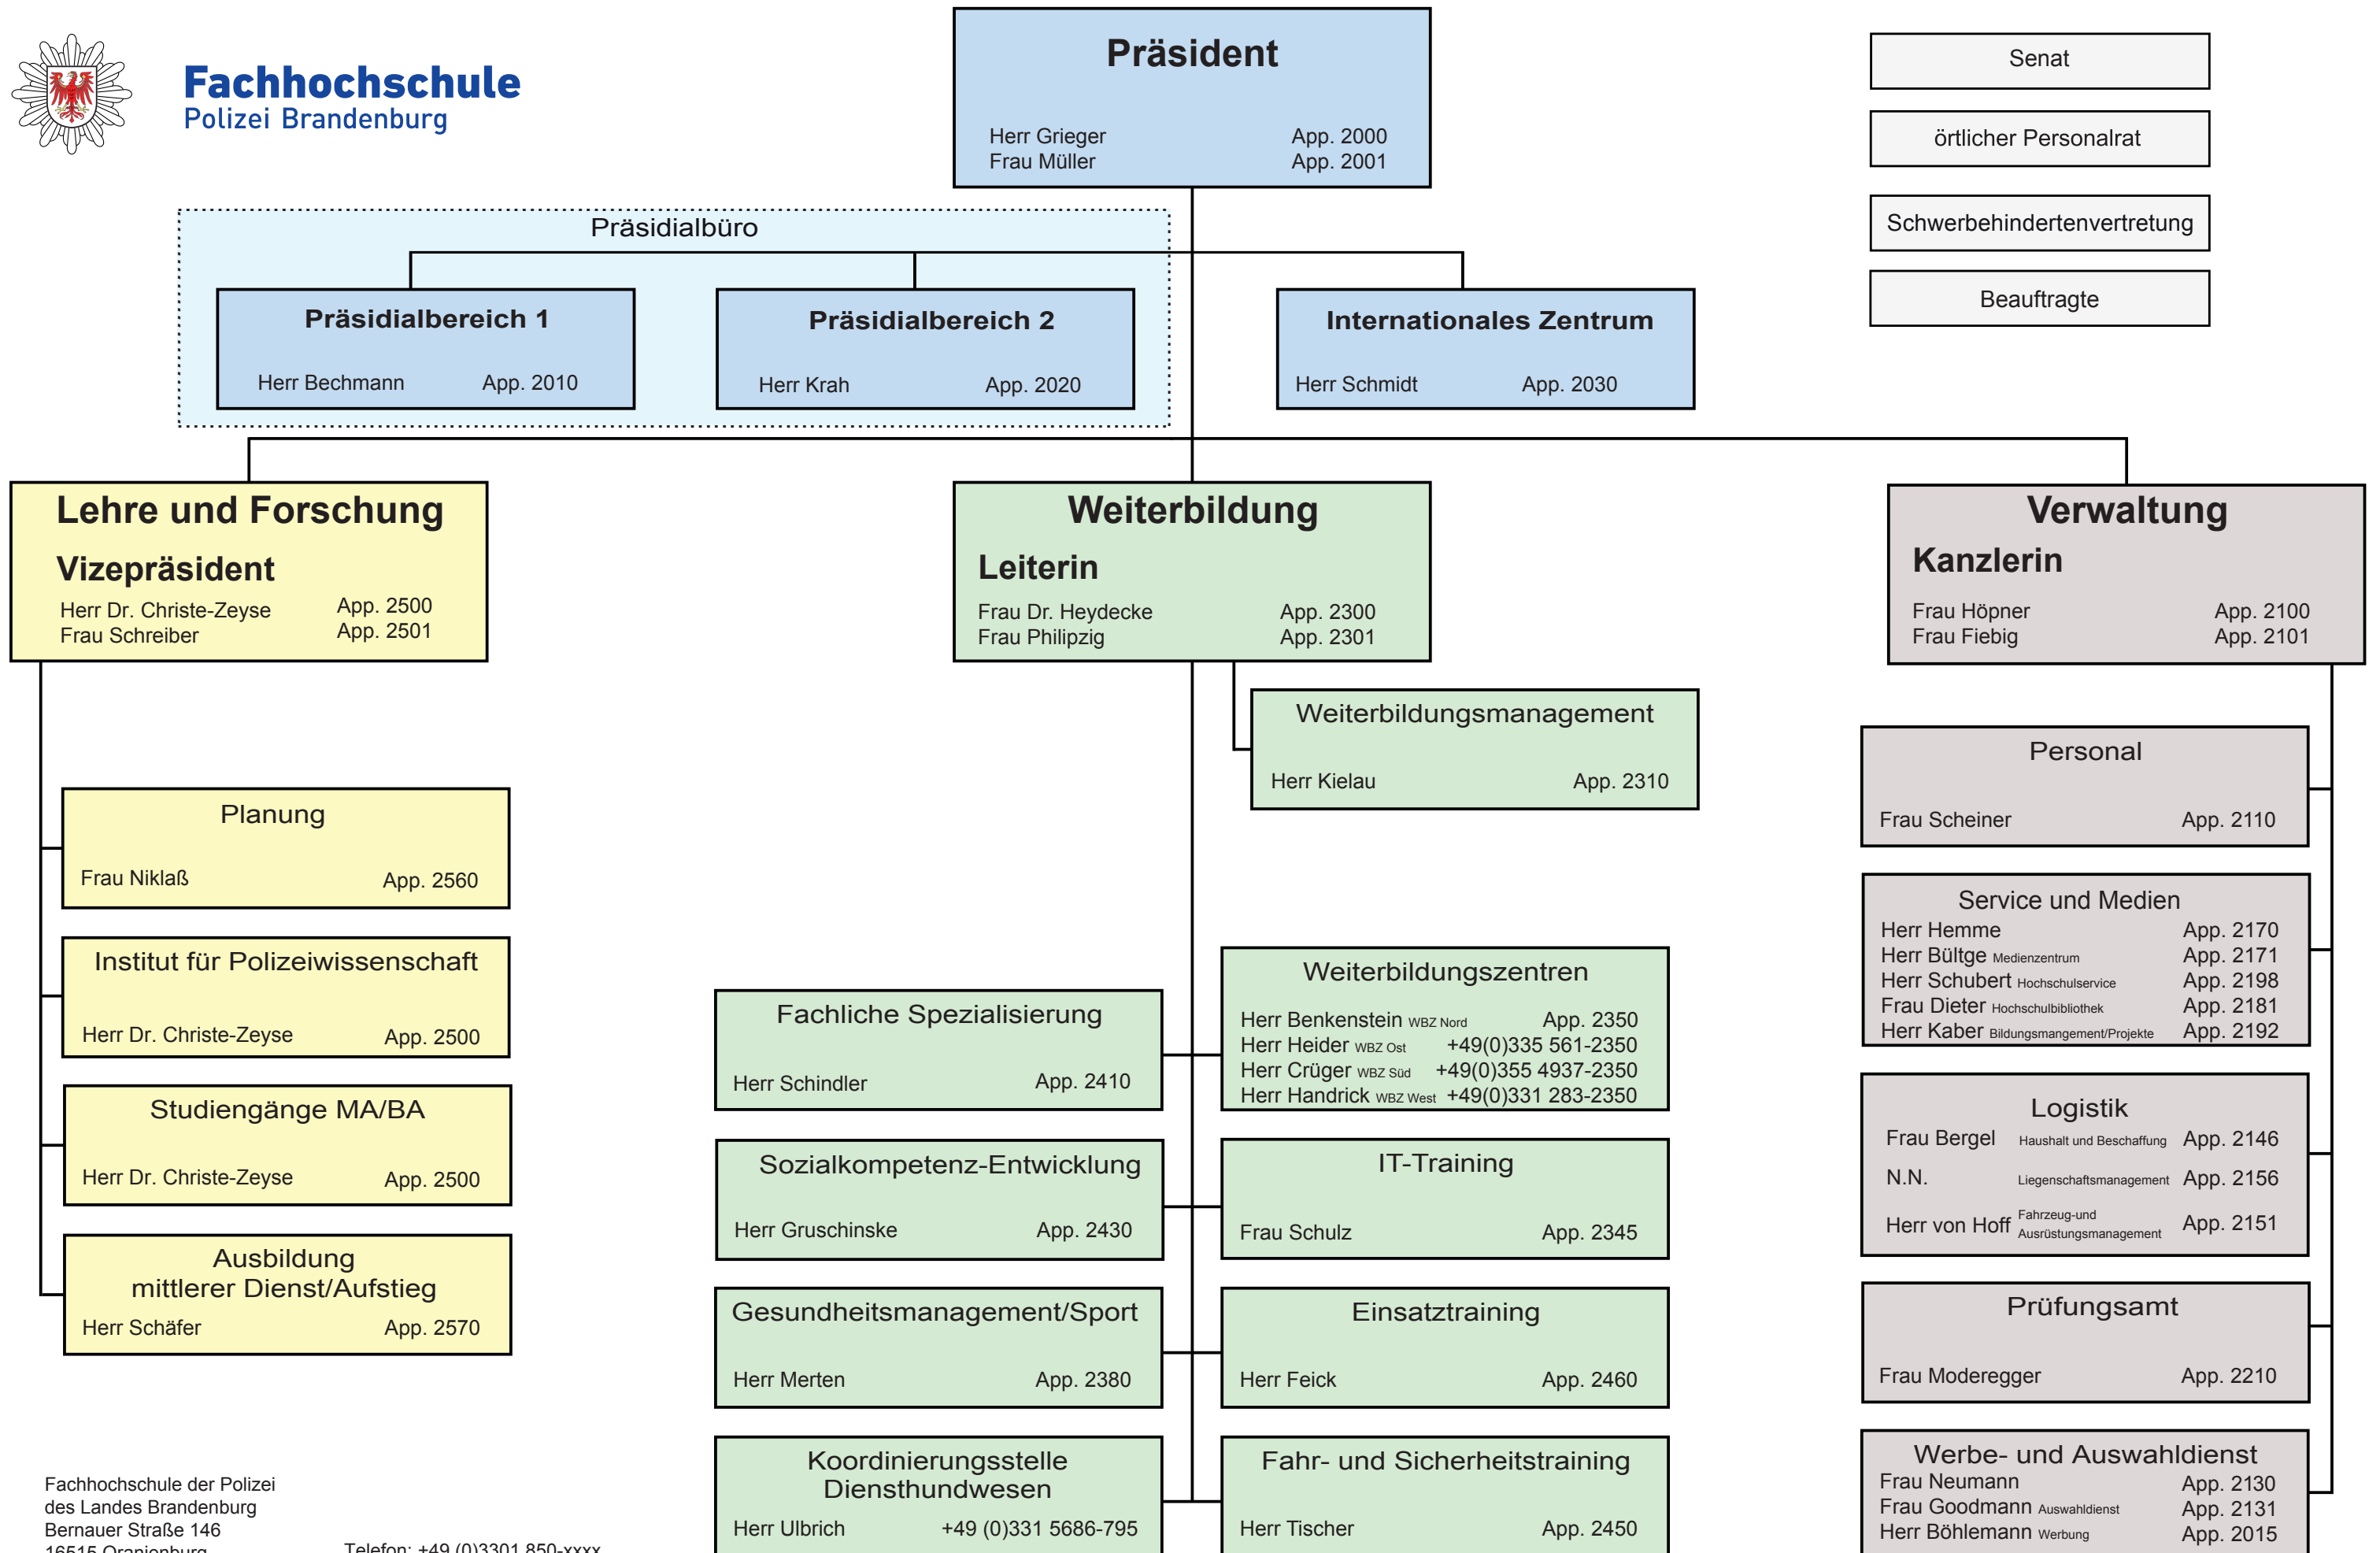 Fachhochschule
Polizei Brandenburg
Präsident
Herr Grieger App. 2000
Frau Müller App. 2001
Senat
örtlicher Personalrat
Schwerbehindertenvertretung
Beauftragte
Präsidialbüro
Präsidialbereich 1
Herr Bechmann App. 2010
Präsidialbereich 2
Herr Krah App. 2020
Internationales Zentrum
Herr Schmidt App. 2030
Lehre und Forschung
Vizepräsident
Herr Dr. Christe-Zeyse App. 2500
Frau Schreiber App. 2501
Planung
Frau Niklaß App. 2560
Institut für Polizeiwissenschaft
Herr Dr. Christe-Zeyse App. 2500
Studiengänge MA/BA
Herr Dr. Christe-Zeyse App. 2500
Ausbildung
mittlerer Dienst/Aufstieg
Herr Schäfer App. 2570
Weiterbildung
Leiterin
Frau Dr. Heydecke App. 2300
Frau Philipzig App. 2301
Weiterbildungsmanagement
Herr Kielau App. 2310
Fachliche Spezialisierung
Herr Schindler App. 2410
Sozialkompetenz-Entwicklung
Herr Gruschinske App. 2430
Gesundheitsmanagement/Sport
Herr Merten App. 2380
Koordinierungsstelle
Diensthundwesen
Herr Ulbrich +49 (0)331 5686-795
Weiterbildungszentren
Herr Benkenstein WBZ Nord App. 2350
Herr Heider WBZ Ost +49(0)335 561-2350
Herr Crüger WBZ Süd +49(0)355 4937-2350
Herr Handrick WBZ West +49(0)331 283-2350
IT-Training
Frau Schulz App. 2345
Einsatztraining
Herr Feick App. 2460
Fahr- und Sicherheitstraining
Herr Tischer App. 2450
Verwaltung
Kanzlerin
Frau Höpner App. 2100
Frau Fiebig App. 2101
Personal
Frau Scheiner App. 2110
Service und Medien
Herr Hemme App. 2170
Herr Bültge Medienzentrum App. 2171
Herr Schubert Hochschulservice App. 2198
Frau Dieter Hochschulbibliothek App. 2181
Herr Kaber Bildungsmangement/Projekte App. 2192
Logistik
Frau Bergel Haushalt und Beschaffung App. 2146
N.N. Liegenschaftsmanagement App. 2156
Herr von Hoff Fahrzeug-und
Ausrüstungsmanagement App. 2151
Prüfungsamt
Frau Moderegger App. 2210
Werbe- und Auswahldienst
Frau Neumann App. 2130
Frau Goodmann Auswahldienst App. 2131
Herr Böhlemann Werbung App. 2015
Fachhochschule der Polizei
des Landes Brandenburg
Bernauer Straße 146
16515 Oranienburg
Telefon: +49 (0)3301 850-xxxx